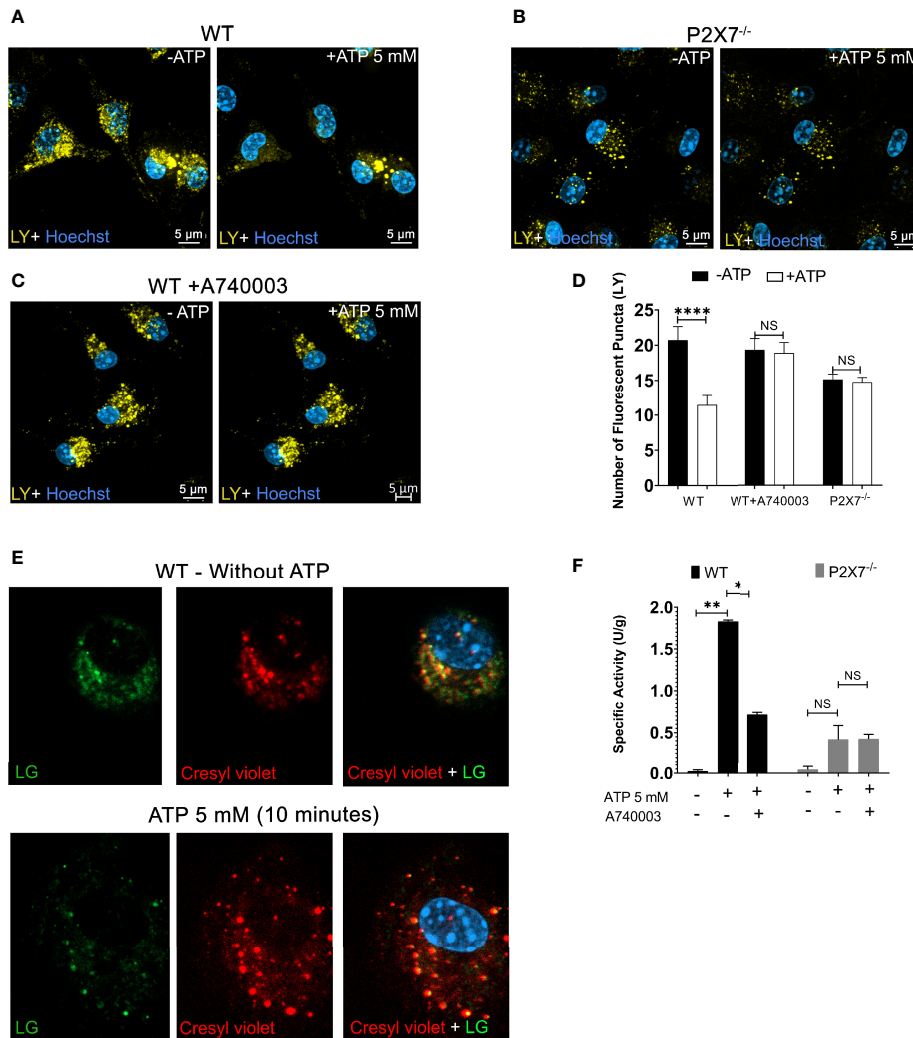 A
WT
-ATP
+ATP 5 mM
LY+ Hoechst
5 µm
LY+ Hoechst
5 µm
B
P2X7-/-
-ATP
+ATP 5 mM
LY+ Hoechst
5 µm
LY+ Hoechst
5 µm
C
WT +A740003
- ATP
+ATP 5 mM
LY+ Hoechst
5 µm
LY+ Hoechst
5 µm
D
-ATP
+ATP
Number of Fluorescent Puncta (LY)
25
20
15
10
5
0
****
NS
NS
WT
WT+A740003
P2X7-/-
E
WT - Without ATP
LG
Cresyl violet
Cresyl violet + LG
ATP 5 mM (10 minutes)
LG
Cresyl violet
Cresyl violet + LG
F
WT
P2X7-/-
Specific Activity (U/g)
2.0
1.5
1.0
0.5
0.0
**
*
NS
NS
ATP 5 mM - + + - + +
A740003 - - + - - +